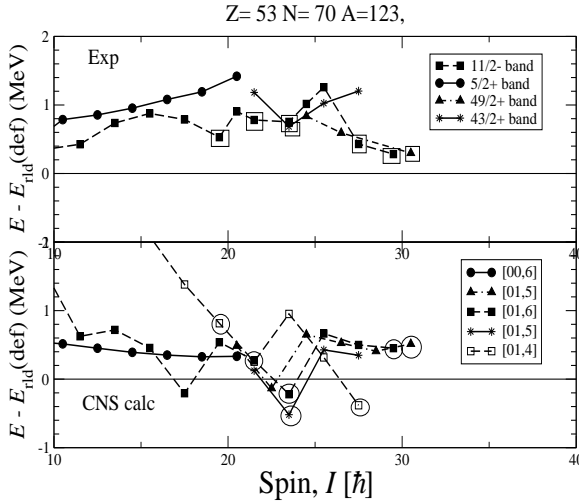 Z= 53 N= 70 A=123,
E - E_rld(def) (MeV)
2
1
0
Exp
11/2- band
5/2+ band
49/2+ band
43/2+ band
E - E_rld(def) (MeV)
-2
1
0
-1
10
20
30
40
[00,6]
[01,5]
[01,6]
[01,5]
[01,4]
CNS calc
10
20
30
40
Spin, I [ħ]